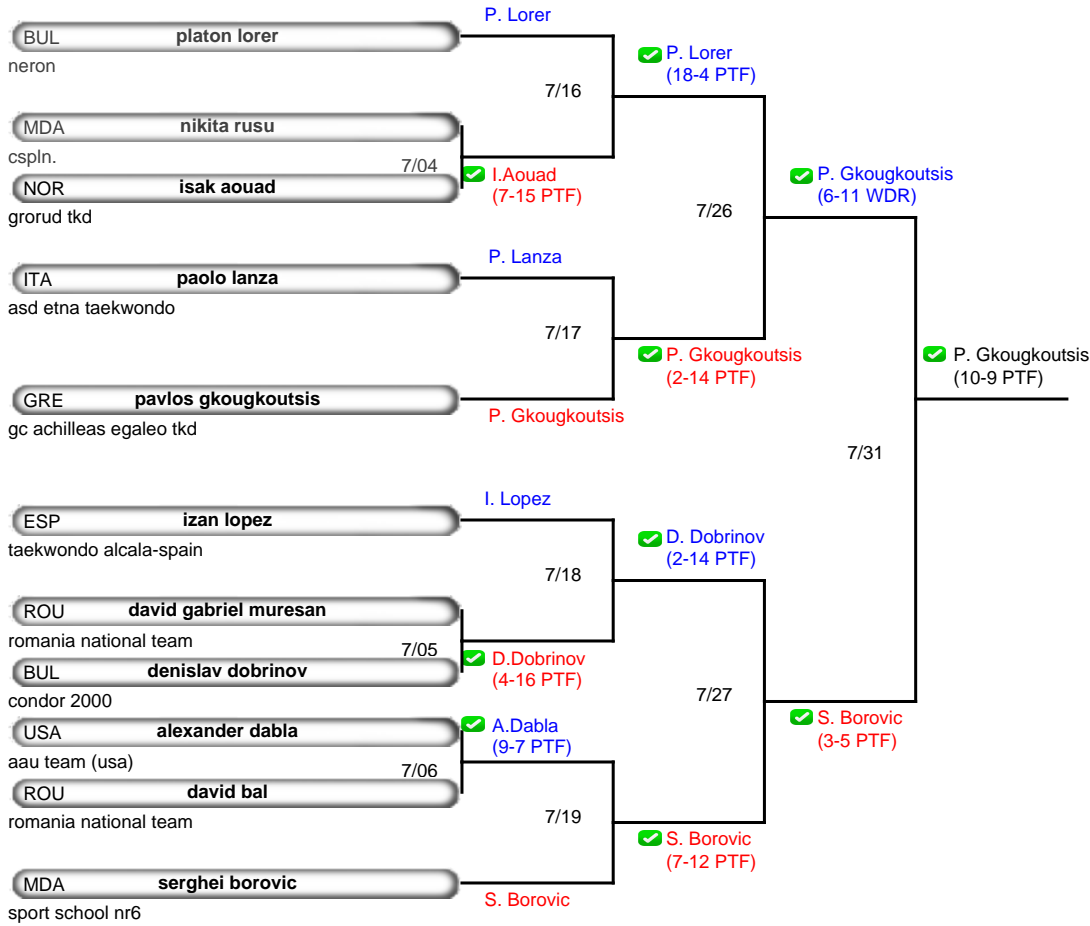 P. Lorer
BUL platon lorer
neron
P. Lorer
(18-4 PTF)
7/16
MDA nikita rusu
cspln.
7/04
NOR isak aouad
grorud tkd
I.Aouad
(7-15 PTF)
P. Gkougkoutsis
(6-11 WDR)
7/26
P. Lanza
ITA paolo lanza
asd etna taekwondo
7/17
P. Gkougkoutsis
(2-14 PTF)
P. Gkougkoutsis
(10-9 PTF)
GRE pavlos gkougkoutsis
gc achilleas egaleo tkd
P. Gkougkoutsis
7/31
I. Lopez
ESP izan lopez
taekwondo alcala-spain
D. Dobrinov
(2-14 PTF)
7/18
ROU david gabriel muresan
romania national team
7/05
BUL denislav dobrinov
condor 2000
D.Dobrinov
(4-16 PTF)
7/27
S. Borovic
(3-5 PTF)
USA alexander dabla
aau team (usa)
A.Dabla
(9-7 PTF)
7/06
ROU david bal
romania national team
7/19
S. Borovic
(7-12 PTF)
MDA serghei borovic
sport school nr6
S. Borovic